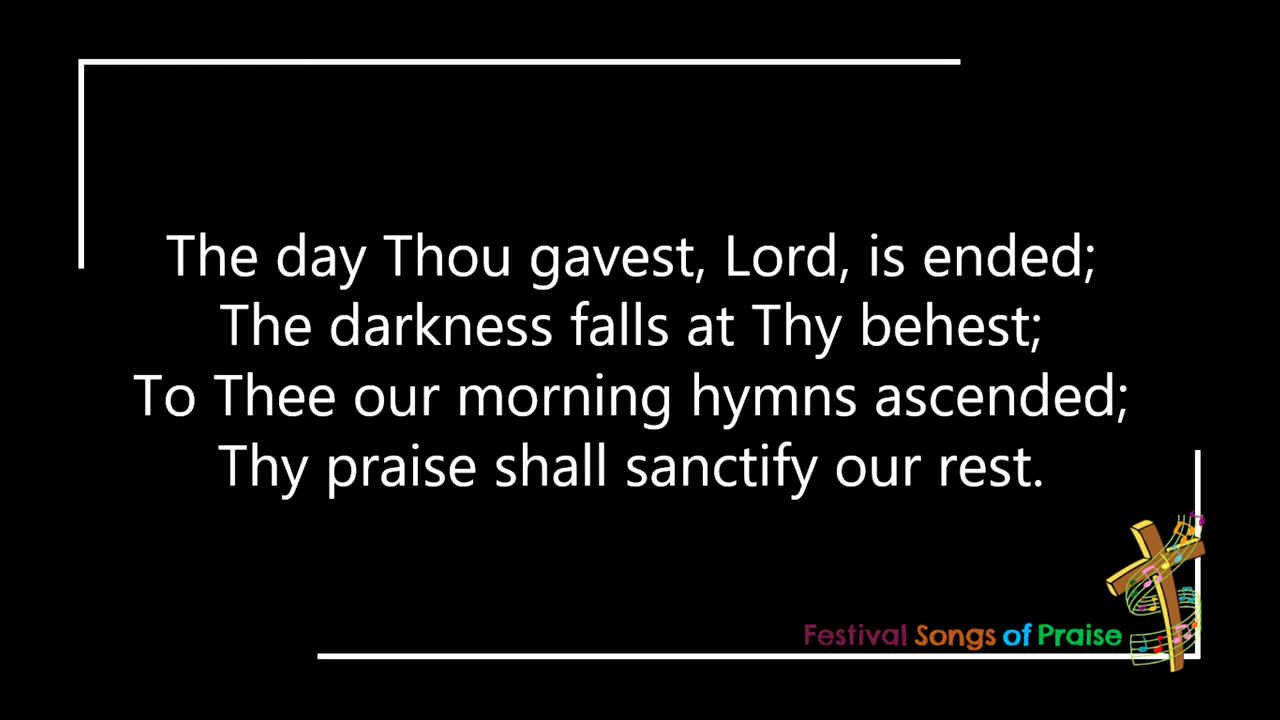 The day Thou gavest, Lord, is ended;
The darkness falls at Thy behest;
To Thee our morning hymns ascended;
Thy praise shall sanctify our rest.
Festival Songs of Praise